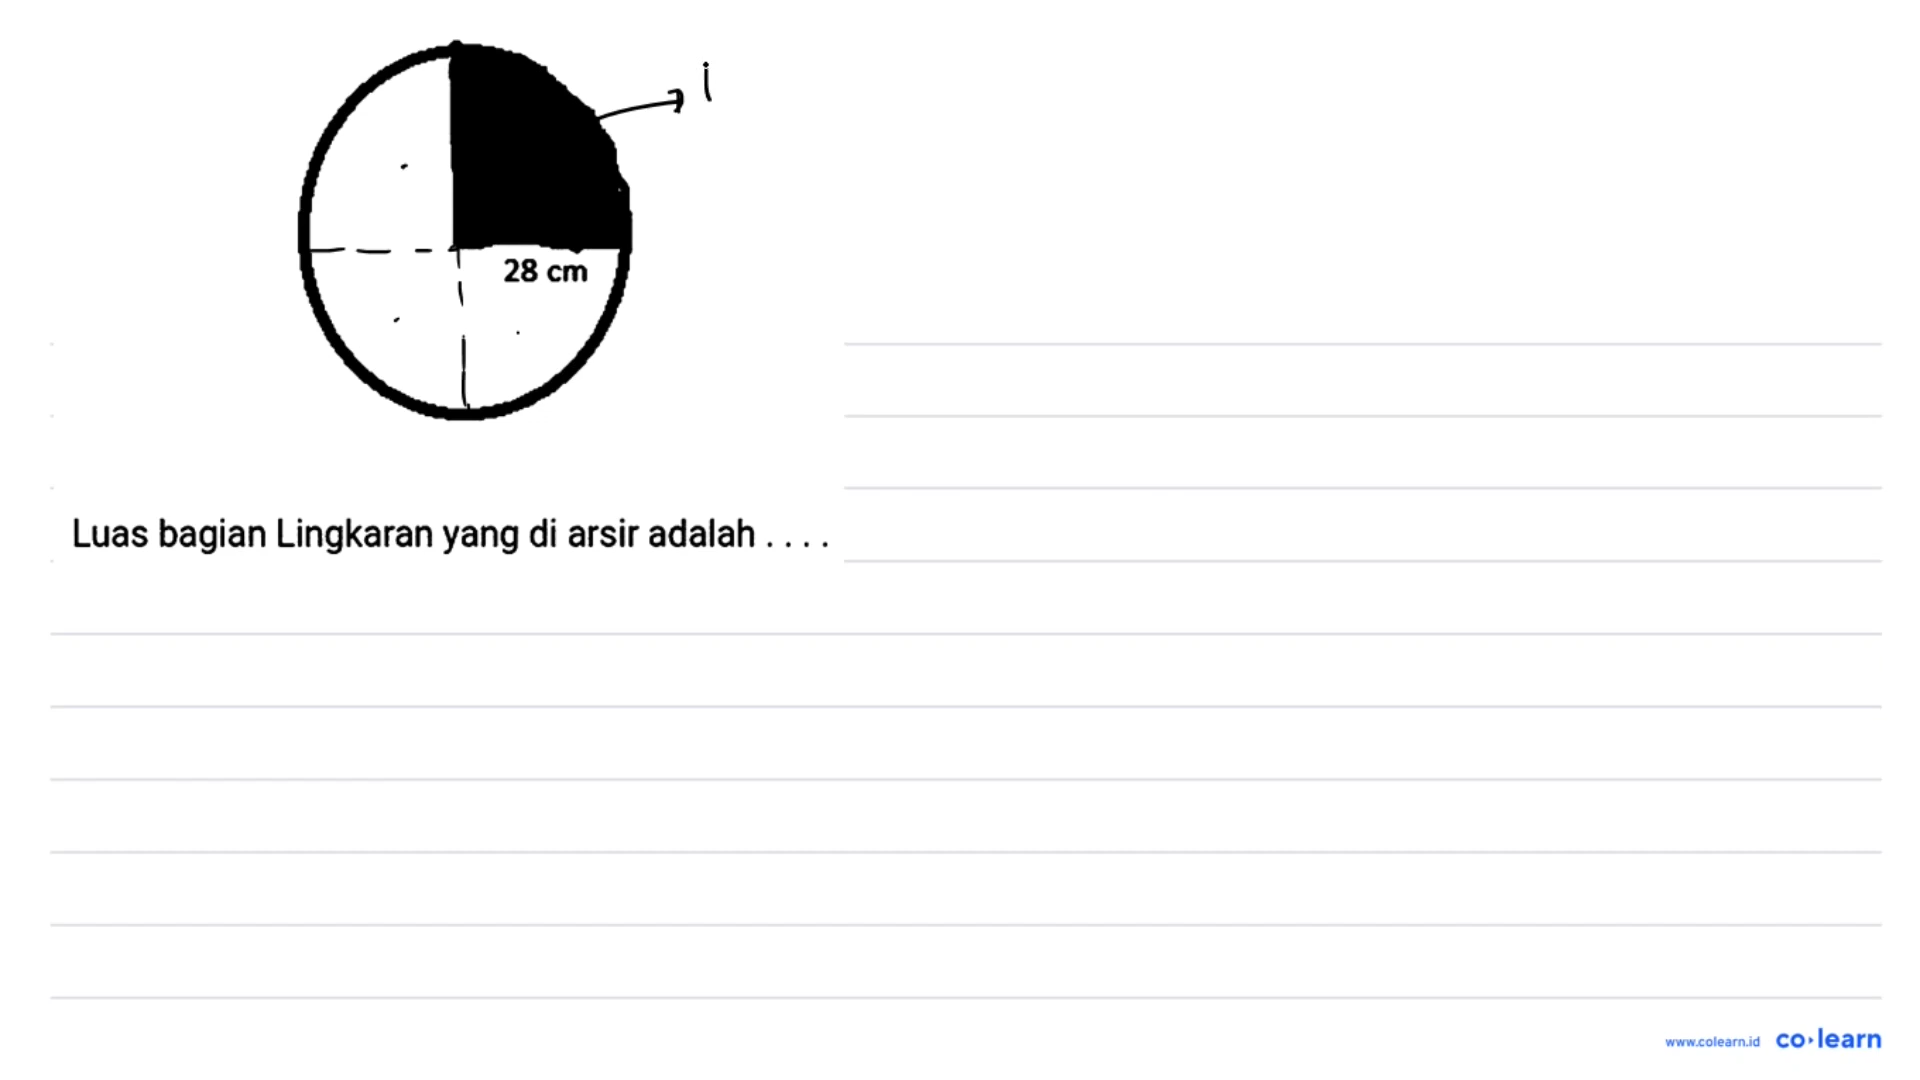 i
28 cm
Luas bagian Lingkaran yang di arsir adalah . . . .
www.colearn.id co▸learn